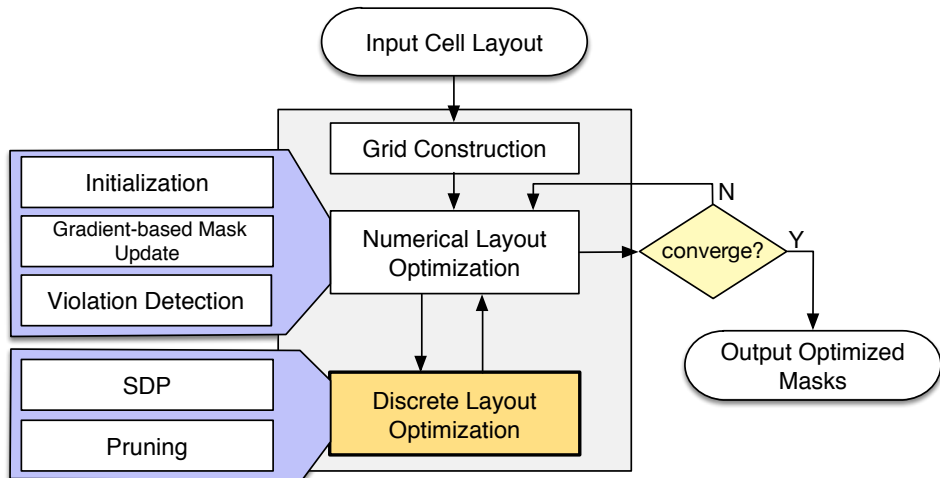 Input Cell Layout
Grid Construction
Initialization
Gradient-based Mask
Update
Violation Detection
Numerical Layout
Optimization
N
converge?
Y
Output Optimized
Masks
SDP
Pruning
Discrete Layout
Optimization